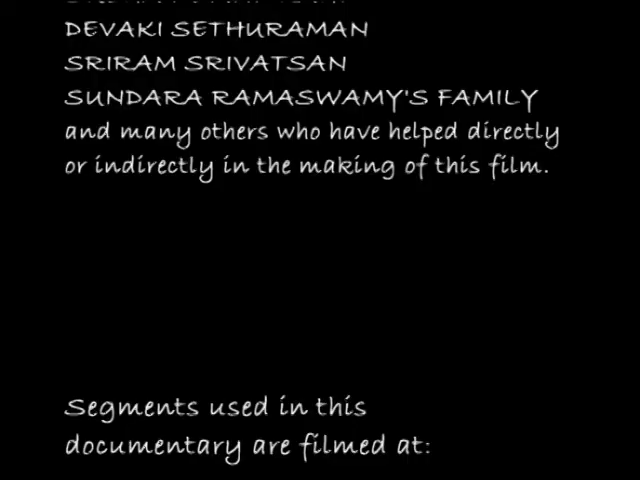 DEVAKI SETHURAMAN
SRIRAM SRIVATSAN
SUNDARA RAMASWAMY'S FAMILY
and many others who have helped directly
or indirectly in the making of this film.
Segments used in this
documentary are filmed at: